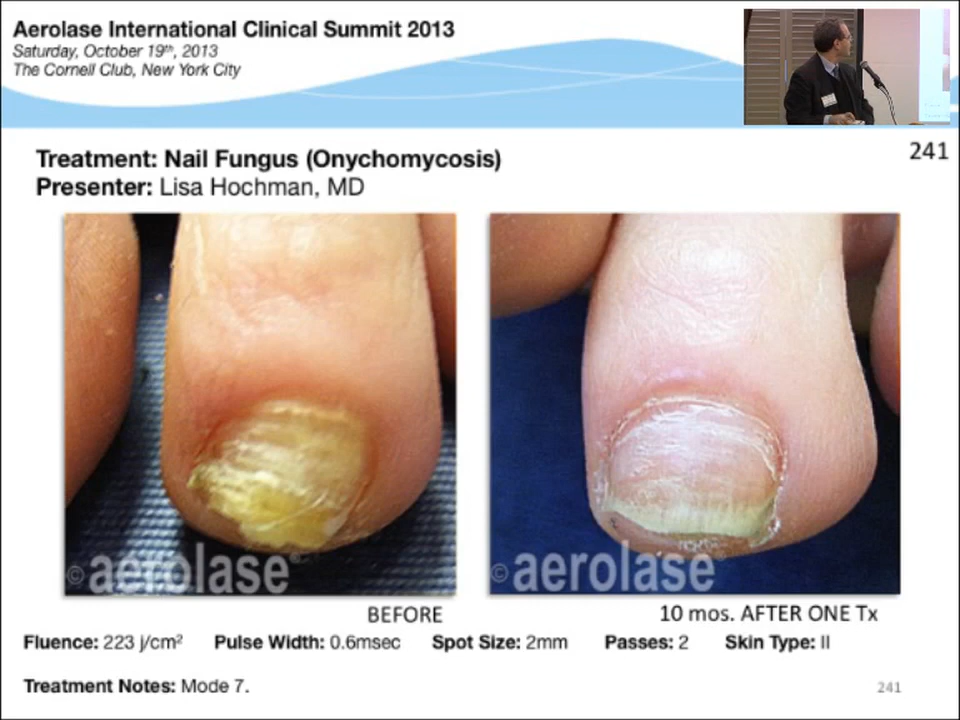 Aerolase International Clinical Summit 2013
Saturday, October 19th, 2013
The Cornell Club, New York City
241
Treatment: Nail Fungus (Onychomycosis)
Presenter: Lisa Hochman, MD
© aerolase
© aerolase
BEFORE
10 mos. AFTER ONE Tx
Fluence: 223 j/cm² Pulse Width: 0.6msec Spot Size: 2mm Passes: 2 Skin Type: II
Treatment Notes: Mode 7.
241